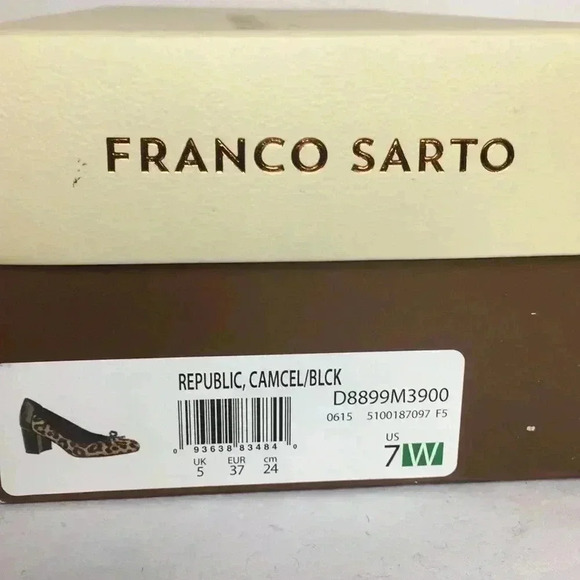 FRANCO SARTO
REPUBLIC, CAMCEL/BLCK
D8899M3900
0615 5100187097 F5
0 93638 83484 0
UK EUR cm
5 37 24
US
7 W